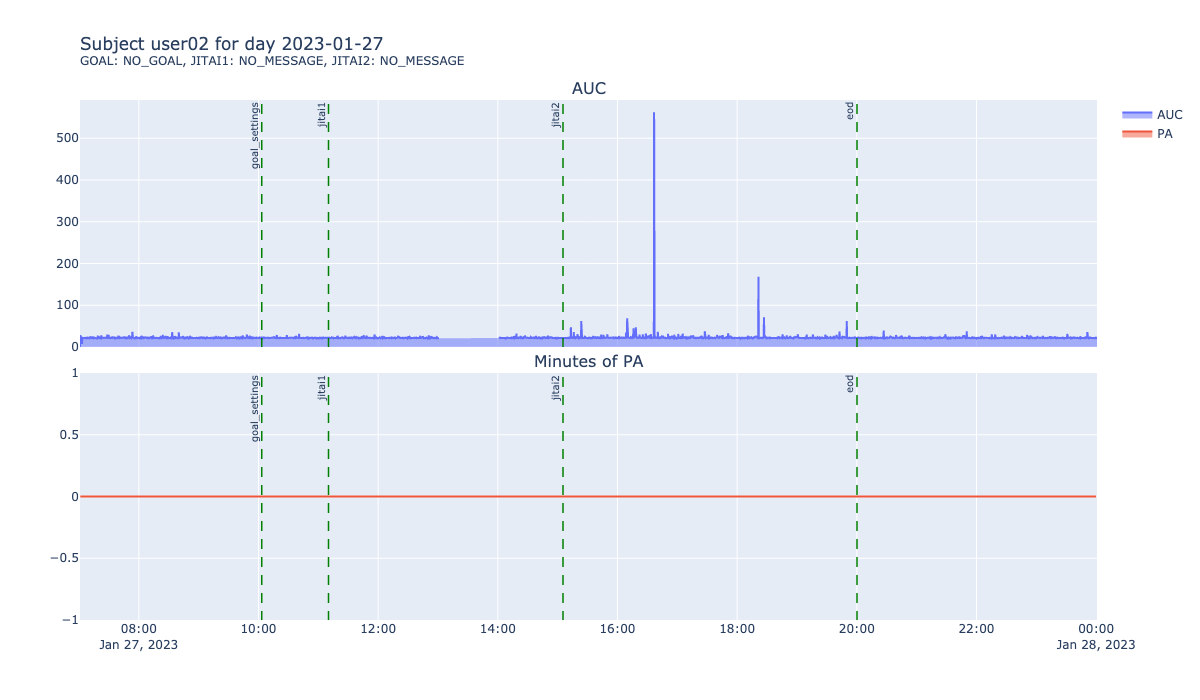 Subject user02 for day 2023-01-27
GOAL: NO_GOAL, JITAI1: NO_MESSAGE, JITAI2: NO_MESSAGE
AUC
goal_settings
jitai1
jitai2
eod
500
400
300
200
100
0
AUC
PA
Minutes of PA
goal_settings
jitai1
jitai2
eod
1
0.5
0
−0.5
−1
08:00 10:00 12:00 14:00 16:00 18:00 20:00 22:00 00:00
Jan 27, 2023 Jan 28, 2023